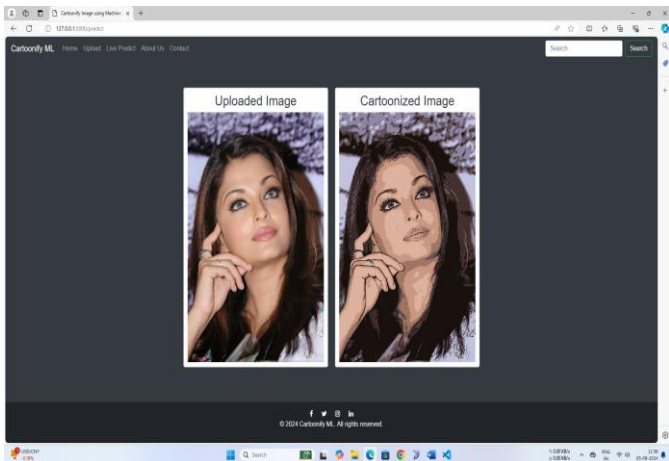 Cartoonify Image using Machine
127.0.0.1:5000/predict
Cartoonify ML Home Upload Live Predict About Us Contact
Search Search
Uploaded Image Cartoonized Image
© 2024 Cartoonify ML. All rights reserved.
Search
ENG